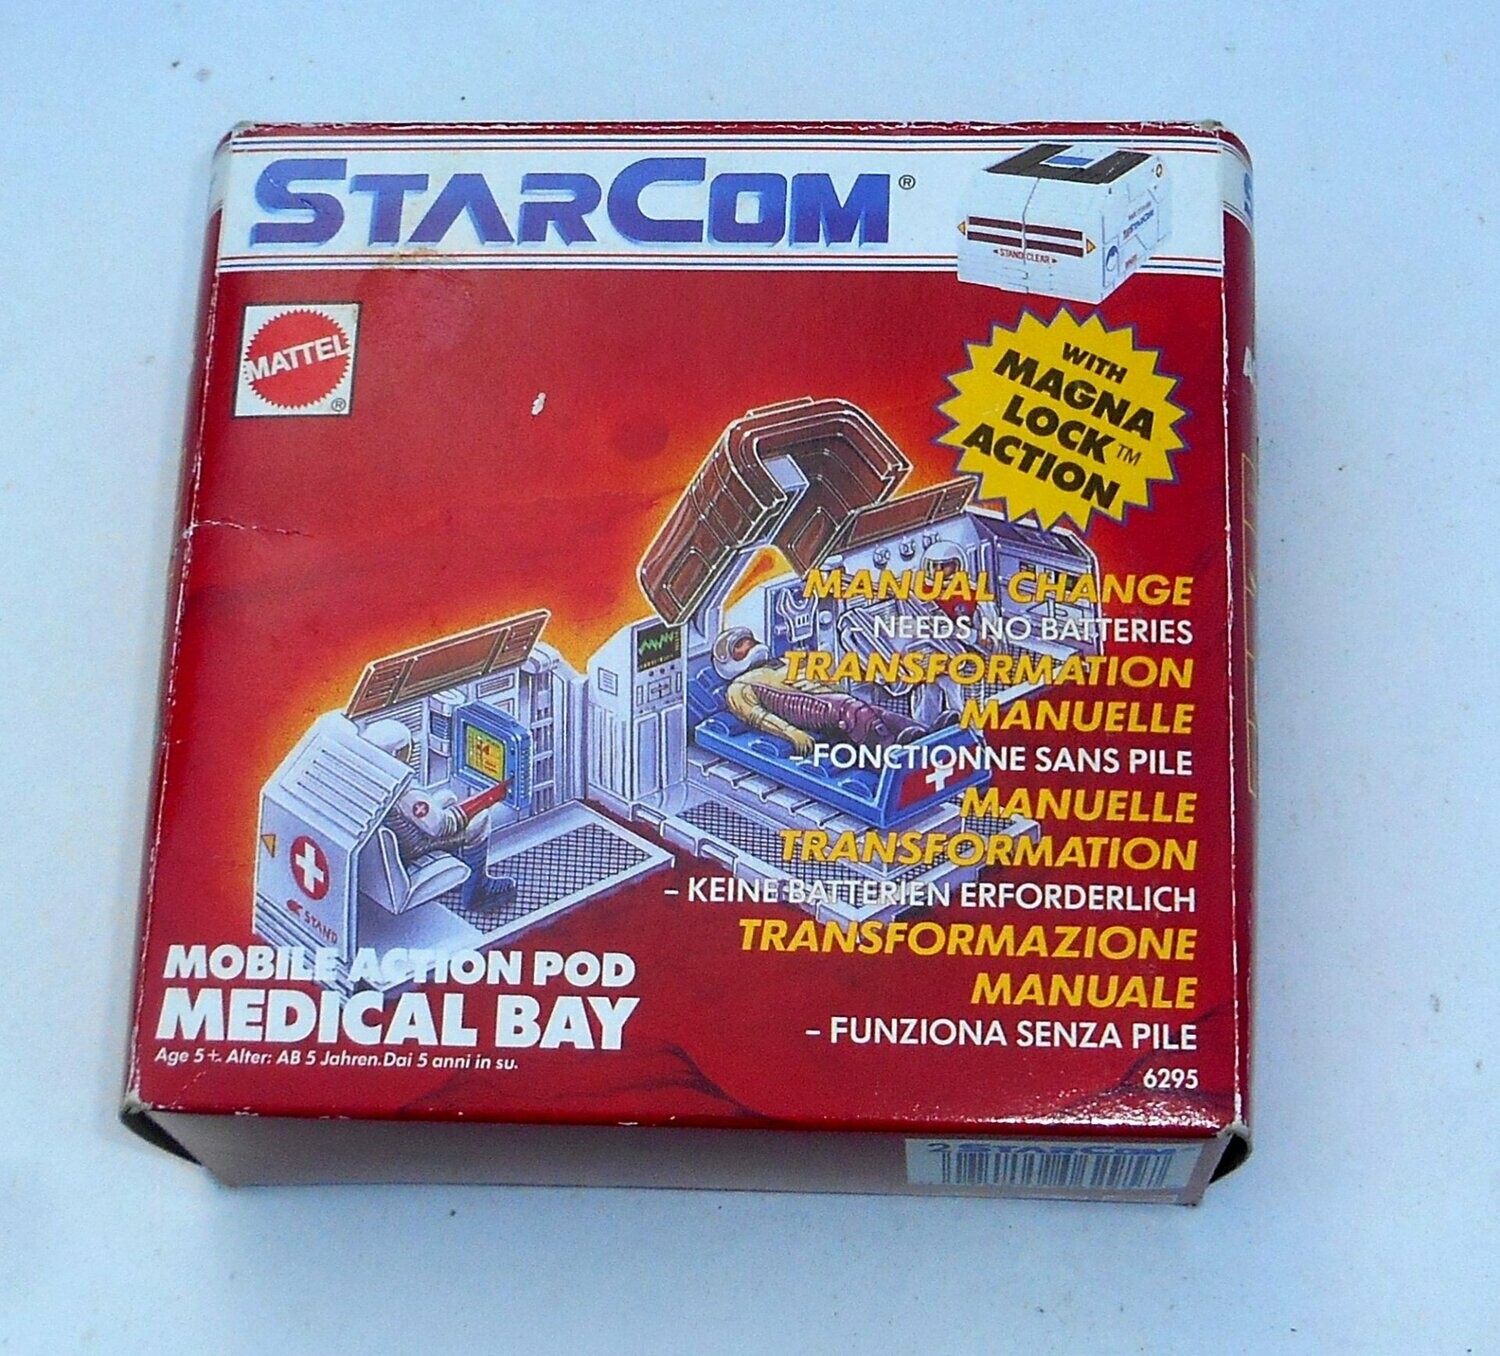 STARCOM®
STAND CLEAR
MATTEL
®
WITH
MAGNA
LOCK™
ACTION
MANUAL CHANGE
– NEEDS NO BATTERIES
TRANSFORMATION
MANUELLE
– FONCTIONNE SANS PILE
MANUELLE
TRANSFORMATION
– KEINE BATTERIEN ERFORDERLICH
TRANSFORMAZIONE
MANUALE
– FUNZIONA SENZA PILE
6295
STAND
MOBILE ACTION POD
MEDICAL BAY
Age 5+. Alter: AB 5 Jahren. Dai 5 anni in su.
STARCOM